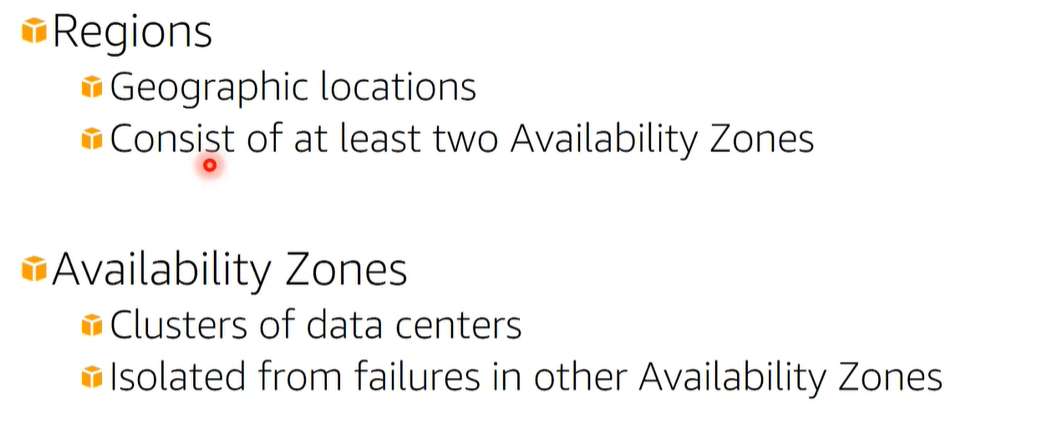 Regions
Geographic locations
Consist of at least two Availability Zones
Availability Zones
Clusters of data centers
Isolated from failures in other Availability Zones